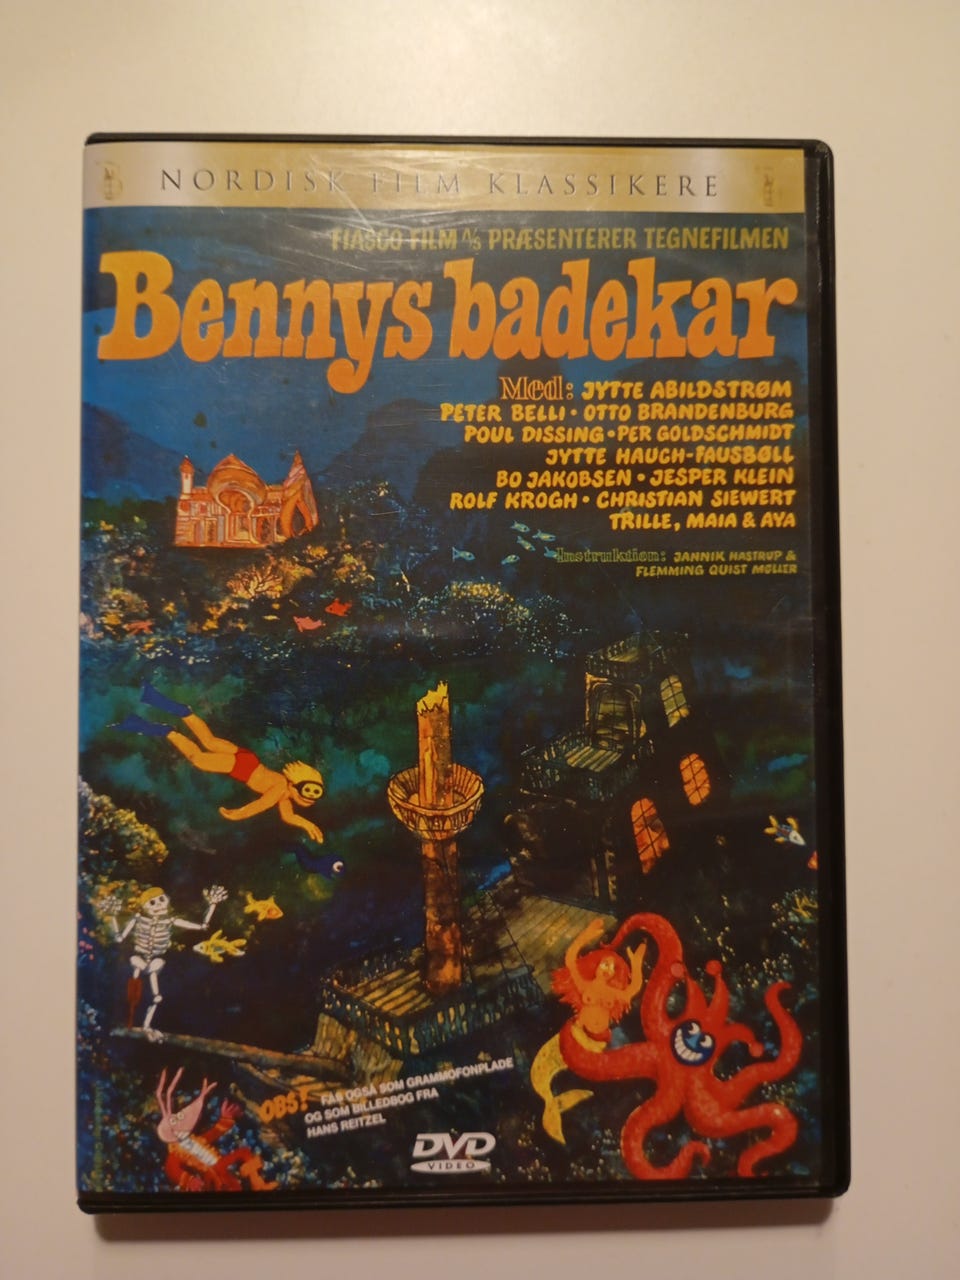 NORDISK FILM KLASSIKERE
FIASCO FILM A/S PRÆSENTERER TEGNEFILMEN
Bennys badekar
Med: JYTTE ABILDSTRØM
PETER BELLI • OTTO BRANDENBURG
POUL DISSING • PER GOLDSCHMIDT
JYTTE HAUCH-FAUSBØLL
BO JAKOBSEN • JESPER KLEIN
ROLF KROGH • CHRISTIAN SIEWERT
TRILLE, MAIA & AYA
Instruktion: JANNIK HASTRUP &
FLEMMING QUIST MØLLER
OBS! FÅS OGSÅ SOM GRAMMOFONPLADE
OG SOM BILLEDBOG FRA
HANS REITZEL
DVD
VIDEO